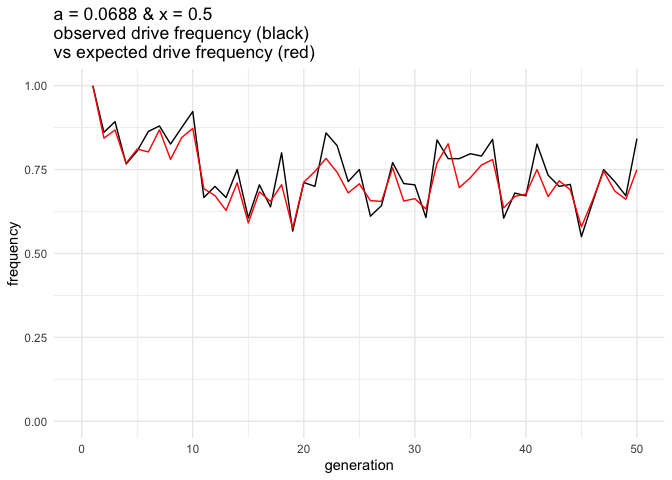 a = 0.0688 & x = 0.5
observed drive frequency (black)
vs expected drive frequency (red)
1.00
0.75
0.50
0.25
0.00
frequency
0
10
20
30
40
50
generation